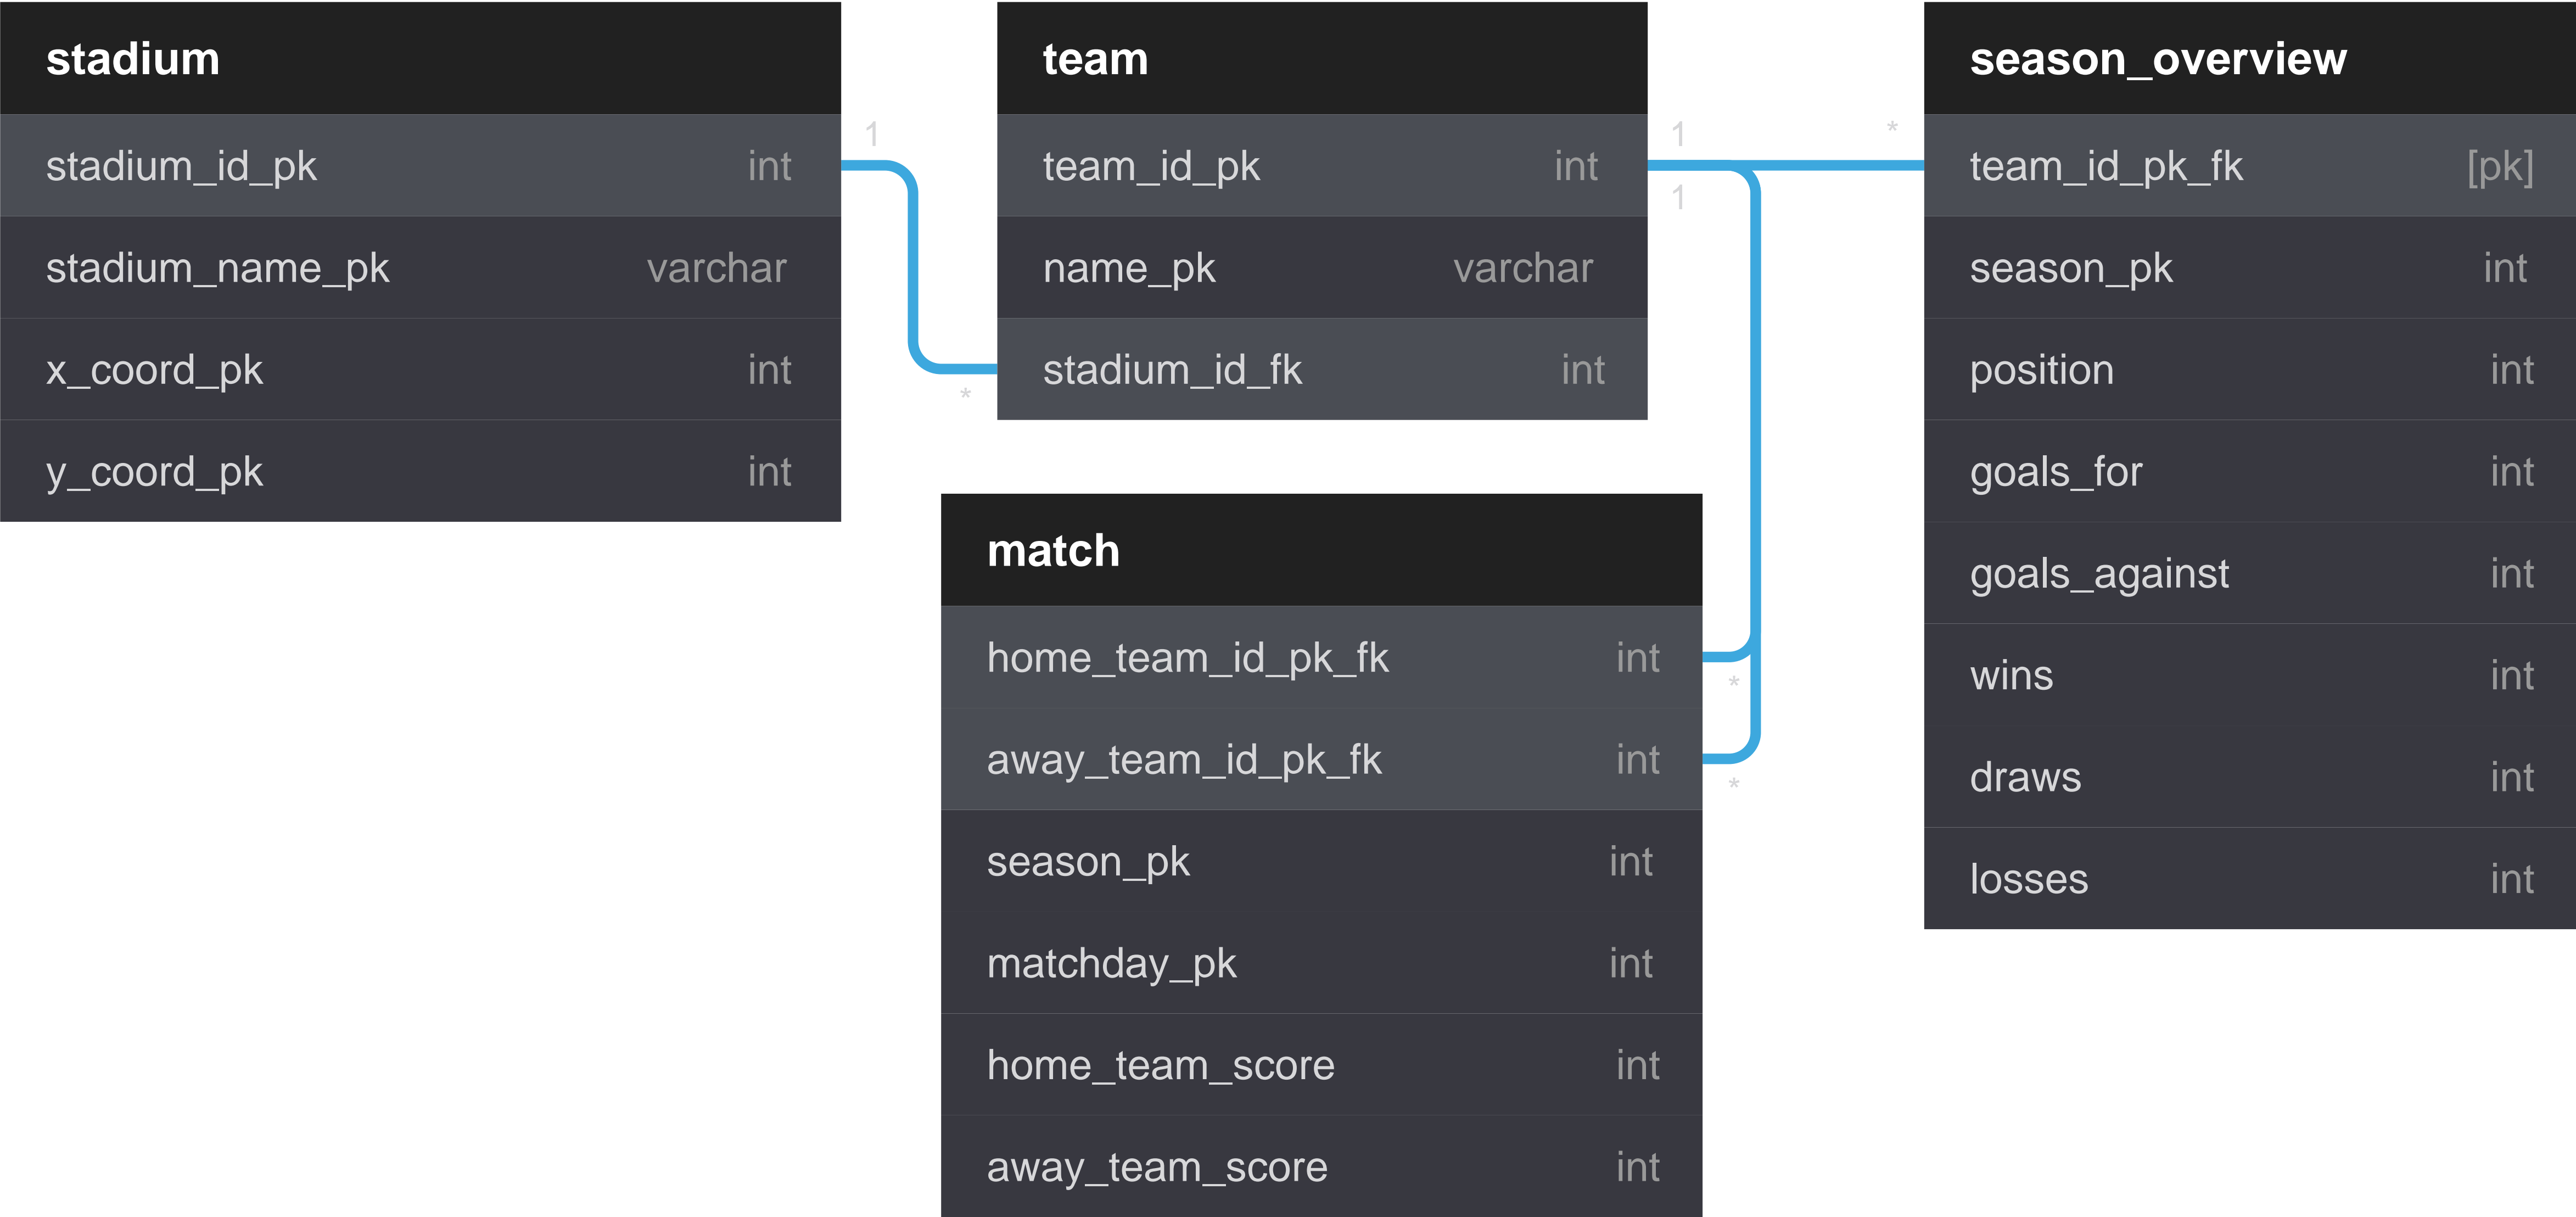 stadium
stadium_id_pk int
stadium_name_pk varchar
x_coord_pk int
y_coord_pk int
1
*
team
team_id_pk int
name_pk varchar
stadium_id_fk int
1
1
*
match
home_team_id_pk_fk int
away_team_id_pk_fk int
season_pk int
matchday_pk int
home_team_score int
away_team_score int
*
*
season_overview
team_id_pk_fk [pk]
season_pk int
position int
goals_for int
goals_against int
wins int
draws int
losses int